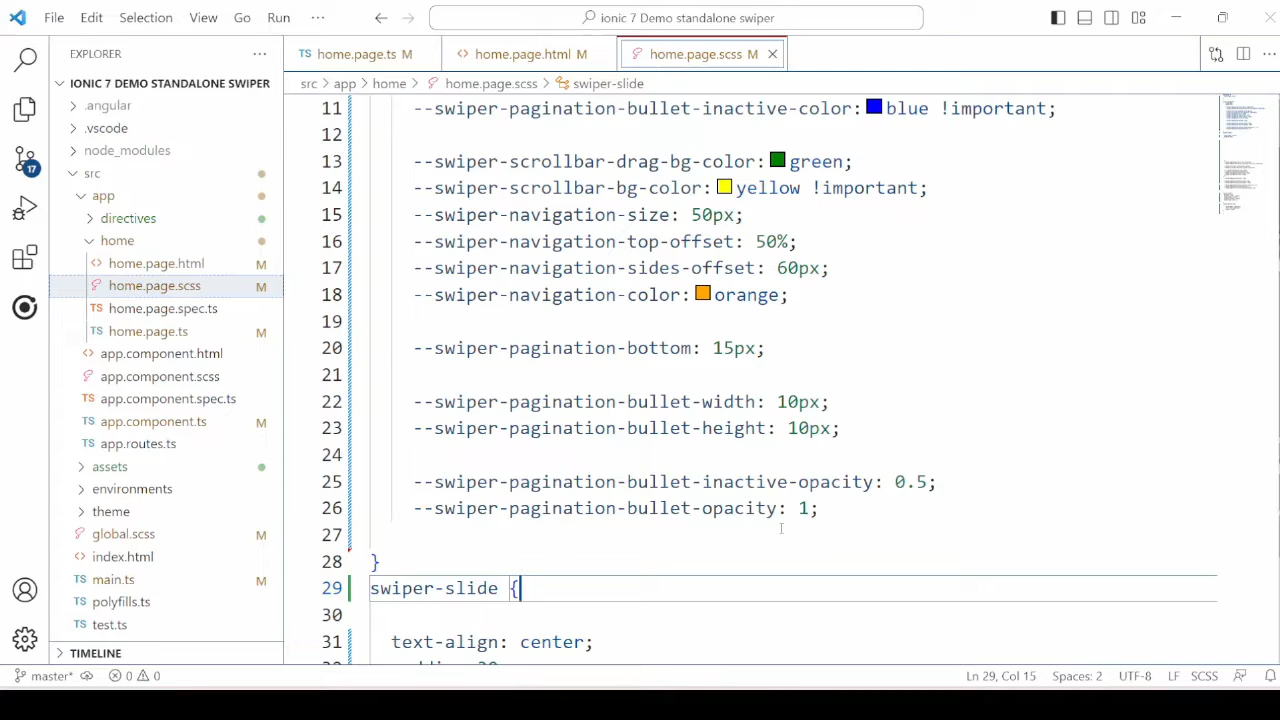 File Edit Selection View Go Run ··· ionic 7 Demo standalone swiper
EXPLORER ···
IONIC 7 DEMO STANDALONE SWIPER
.angular
.vscode
node_modules
src
app
directives
home
home.page.html M
home.page.scss M
home.page.spec.ts
home.page.ts M
app.component.html
app.component.scss
app.component.spec.ts
app.component.ts M
app.routes.ts
assets
environments
theme
global.scss M
index.html
main.ts M
polyfills.ts
test.ts
TIMELINE
17
TS home.page.ts M <> home.page.html M home.page.scss M
src > app > home > home.page.scss > swiper-slide
11 --swiper-pagination-bullet-inactive-color: blue !important;
12
13 --swiper-scrollbar-drag-bg-color: green;
14 --swiper-scrollbar-bg-color: yellow !important;
15 --swiper-navigation-size: 50px;
16 --swiper-navigation-top-offset: 50%;
17 --swiper-navigation-sides-offset: 60px;
18 --swiper-navigation-color: orange;
19
20 --swiper-pagination-bottom: 15px;
21
22 --swiper-pagination-bullet-width: 10px;
23 --swiper-pagination-bullet-height: 10px;
24
25 --swiper-pagination-bullet-inactive-opacity: 0.5;
26 --swiper-pagination-bullet-opacity: 1;
27
28 }
29 swiper-slide {
30
31 text-align: center;
master* 0 0 Ln 29, Col 15 Spaces: 2 UTF-8 LF SCSS